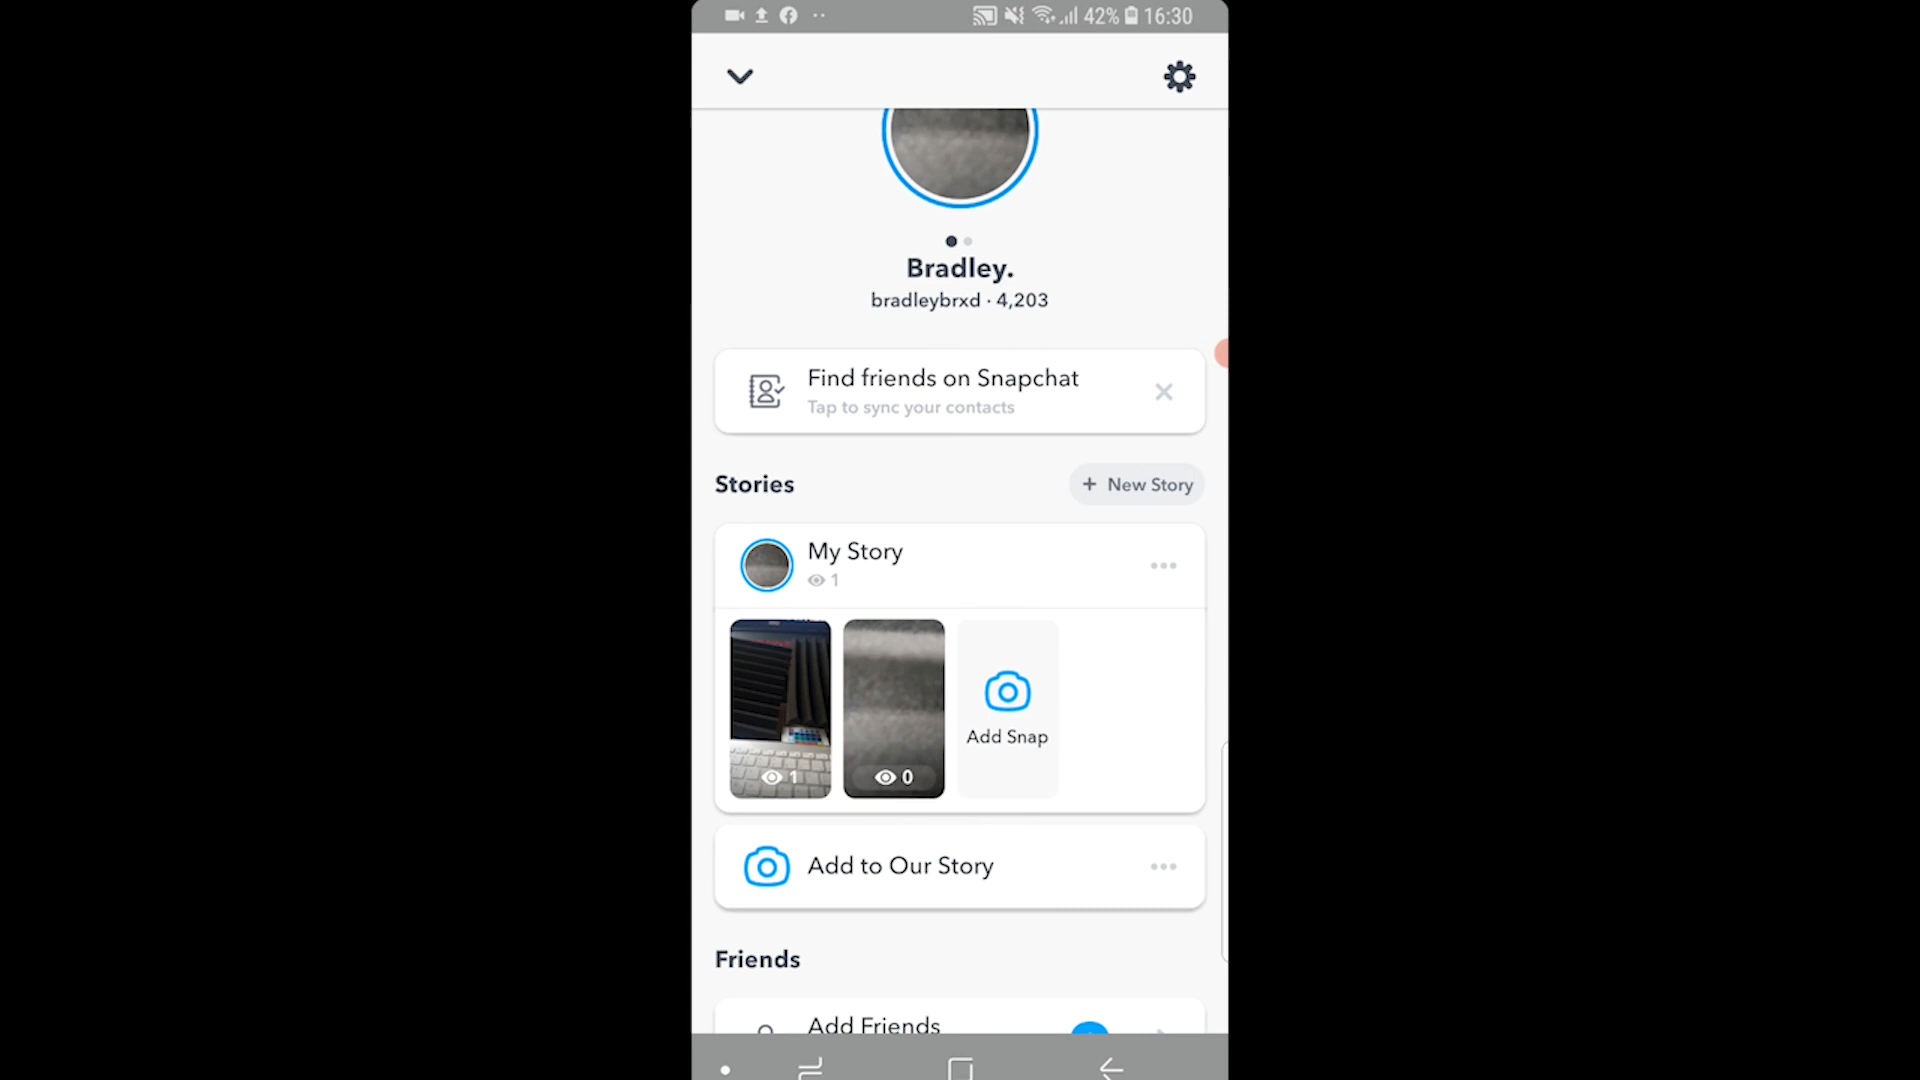 42% 16:30
Bradley.
bradleybrxd · 4,203
Find friends on Snapchat
Tap to sync your contacts
Stories
+ New Story
My Story
1
1
0
Add Snap
Add to Our Story
Friends
Add Friends